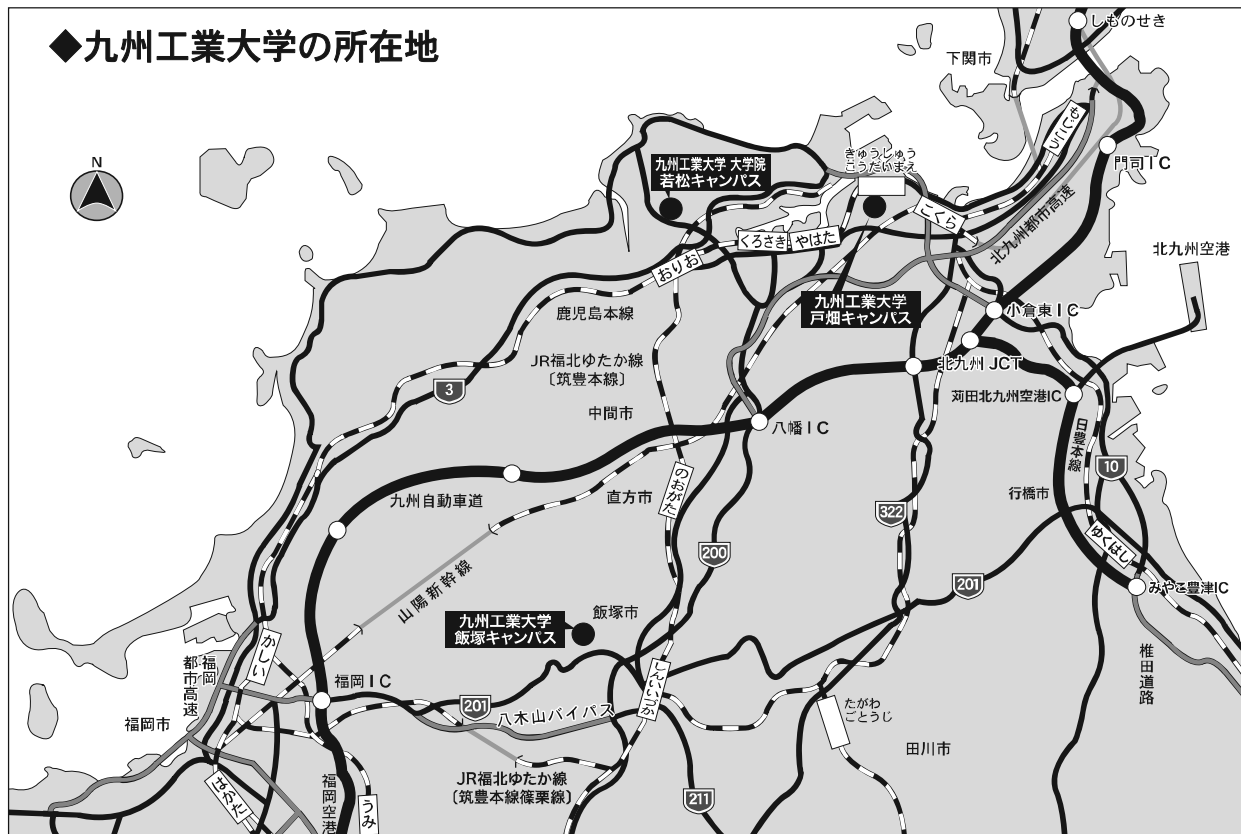 ◆九州工業大学の所在地
しものせき
下関市
N
もじこう
門司IC
きゅうしゅう
こうだいまえ
九州工業大学 大学院
若松キャンパス
こくら
北九州都市高速
くろさき
やはた
おりお
北九州空港
九州工業大学
戸畑キャンパス
小倉東IC
鹿児島本線
JR福北ゆたか線
〔筑豊本線〕
北九州JCT
3
苅田北九州空港IC
中間市
八幡IC
日豊本線
10
のおがた
九州自動車道
直方市
行橋市
322
200
ゆくはし
山陽新幹線
201
みやこ豊津IC
九州工業大学
飯塚キャンパス
飯塚市
かしい
福岡
都市高速
椎田道路
しんいいづか
福岡IC
201
八木山バイパス
たがわ
ごとうじ
福岡市
田川市
はかた
福岡空港
うみ
JR福北ゆたか線
〔筑豊本線篠栗線〕
211